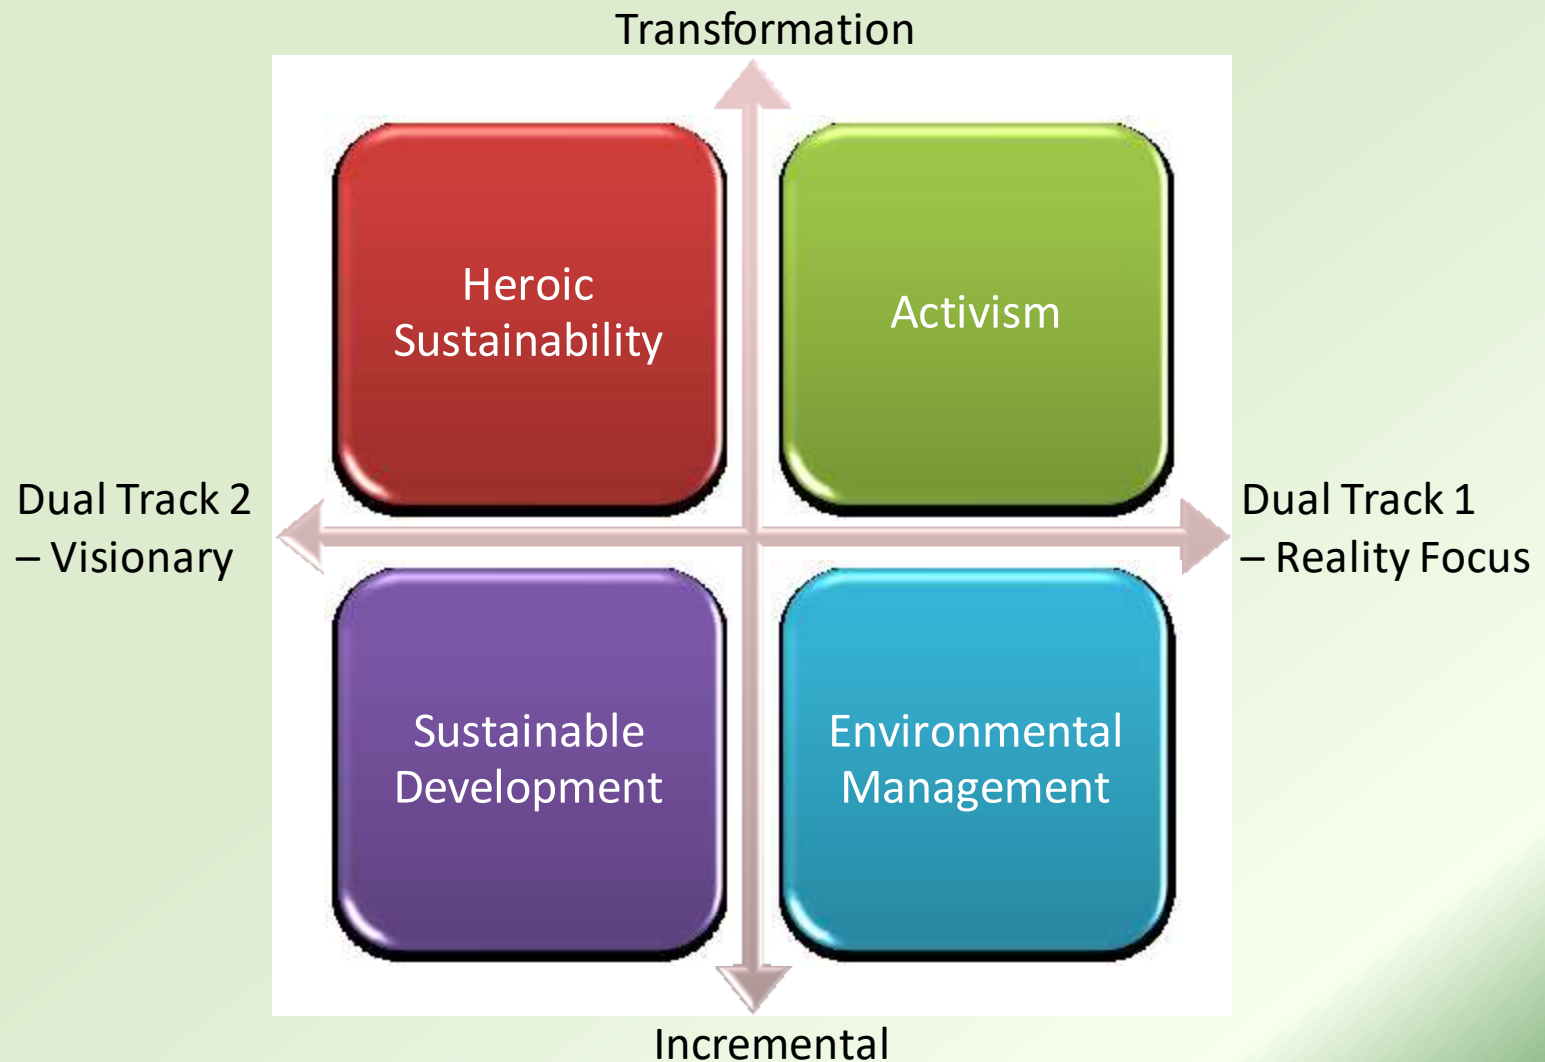 Transformation
Heroic
Sustainability
Activism
Dual Track 2
– Visionary
Dual Track 1
– Reality Focus
Sustainable
Development
Environmental
Management
Incremental